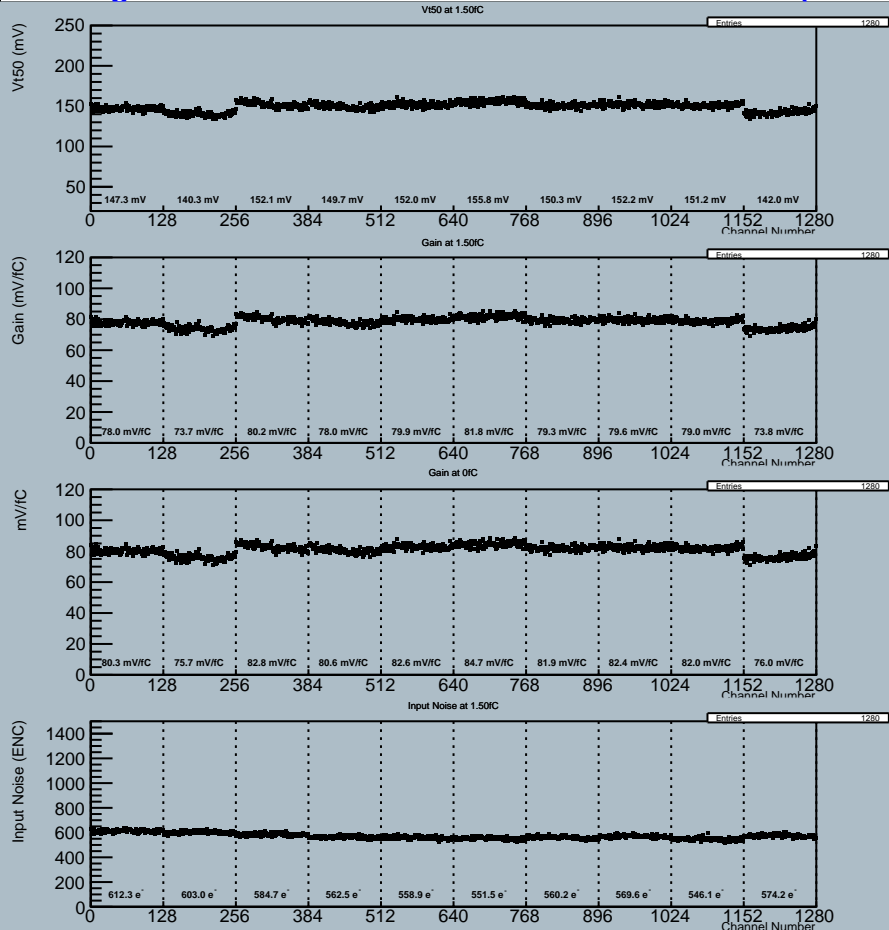 Vt50 at 1.50fC
Entries 1280
Vt50 (mV)
250
200
150
100
50
147.3 mV 140.3 mV 152.1 mV 149.7 mV 152.0 mV 155.8 mV 150.3 mV 152.2 mV 151.2 mV 142.0 mV
0 128 256 384 512 640 768 896 1024 1152 1280
Channel Number
Gain at 1.50fC
Entries 1280
Gain (mV/fC)
120
100
80
60
40
20
0
78.0 mV/fC 73.7 mV/fC 80.2 mV/fC 78.0 mV/fC 79.9 mV/fC 81.8 mV/fC 79.3 mV/fC 79.6 mV/fC 79.0 mV/fC 73.8 mV/fC
0 128 256 384 512 640 768 896 1024 1152 1280
Channel Number
Gain at 0fC
Entries 1280
mV/fC
120
100
80
60
40
20
0
80.3 mV/fC 75.7 mV/fC 82.8 mV/fC 80.6 mV/fC 82.6 mV/fC 84.7 mV/fC 81.9 mV/fC 82.4 mV/fC 82.0 mV/fC 76.0 mV/fC
0 128 256 384 512 640 768 896 1024 1152 1280
Channel Number
Input Noise at 1.50fC
Entries 1280
Input Noise (ENC)
1400
1200
1000
800
600
400
200
0
612.3 e⁻ 603.0 e⁻ 584.7 e⁻ 562.5 e⁻ 558.9 e⁻ 551.5 e⁻ 560.2 e⁻ 569.6 e⁻ 546.1 e⁻ 574.2 e⁻
0 128 256 384 512 640 768 896 1024 1152 1280
Channel Number